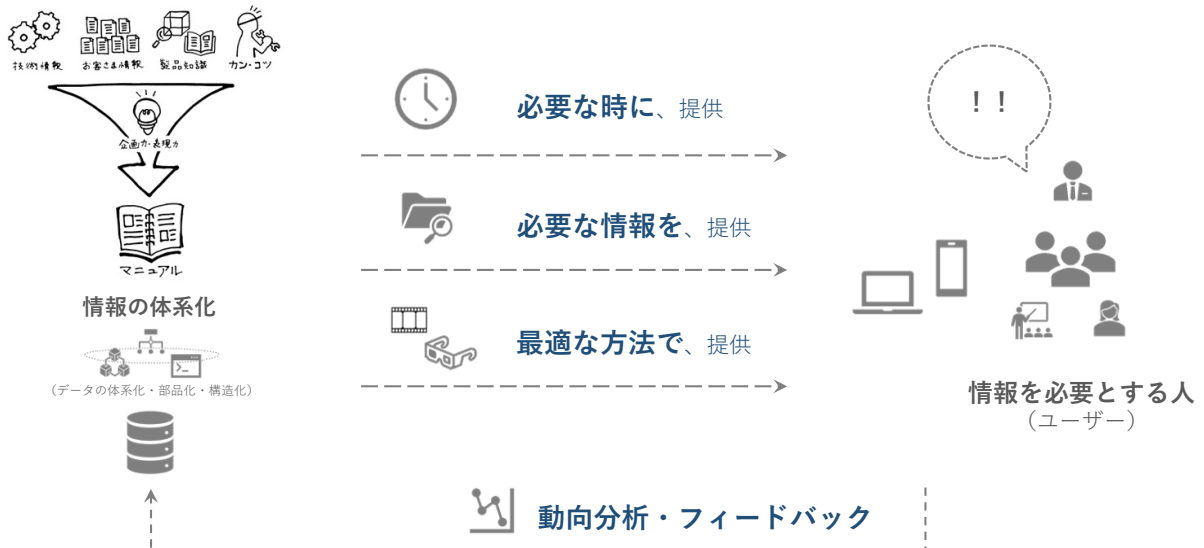 技術情報 お客さま情報 製品知識 カン・コツ
企画力・表現力
マニュアル
情報の体系化
（データの体系化・部品化・構造化）
必要な時に、提供
必要な情報を、提供
最適な方法で、提供
！！
情報を必要とする人
（ユーザー）
動向分析・フィードバック